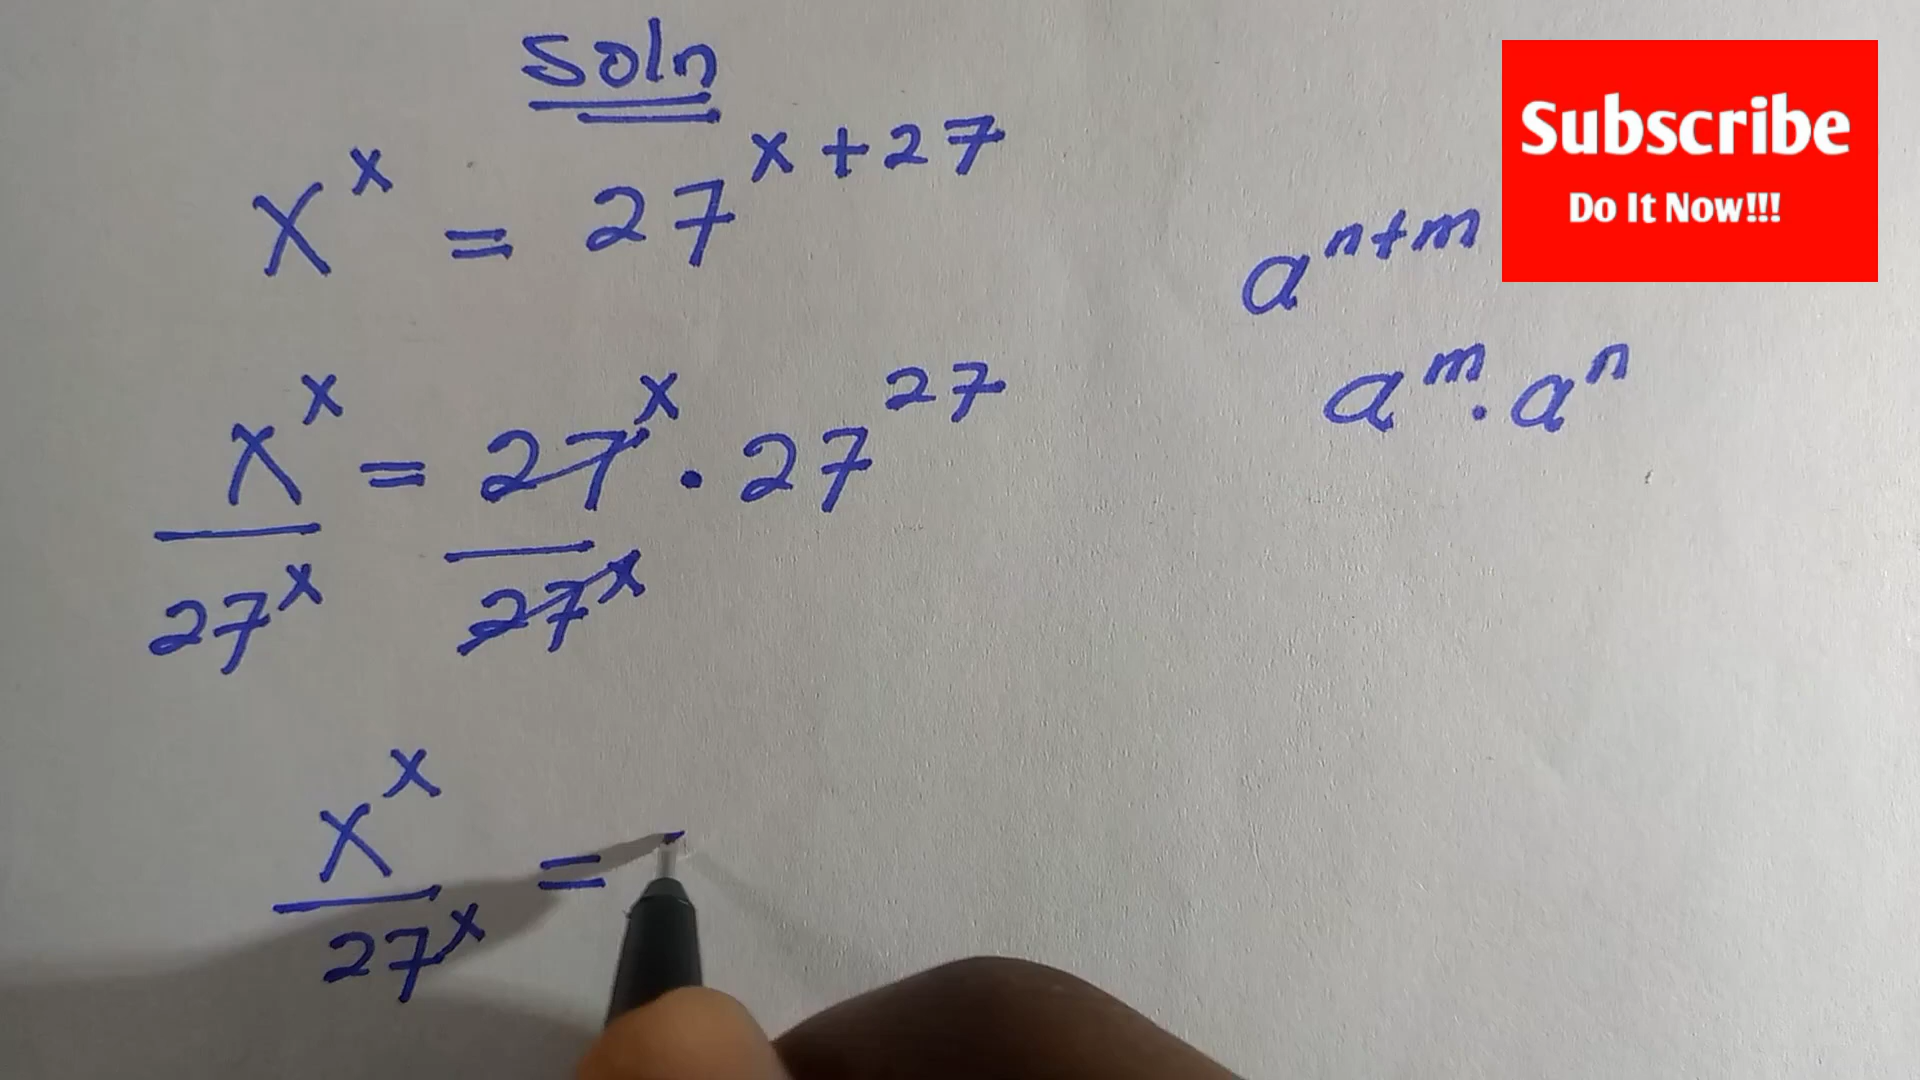 Soln
x^x = 27^{x+27}
x^x/27^x = 27^x/27^x . 27^27
x^x/27^x =
a^{n+m}
a^m . a^n
Subscribe
Do It Now!!!